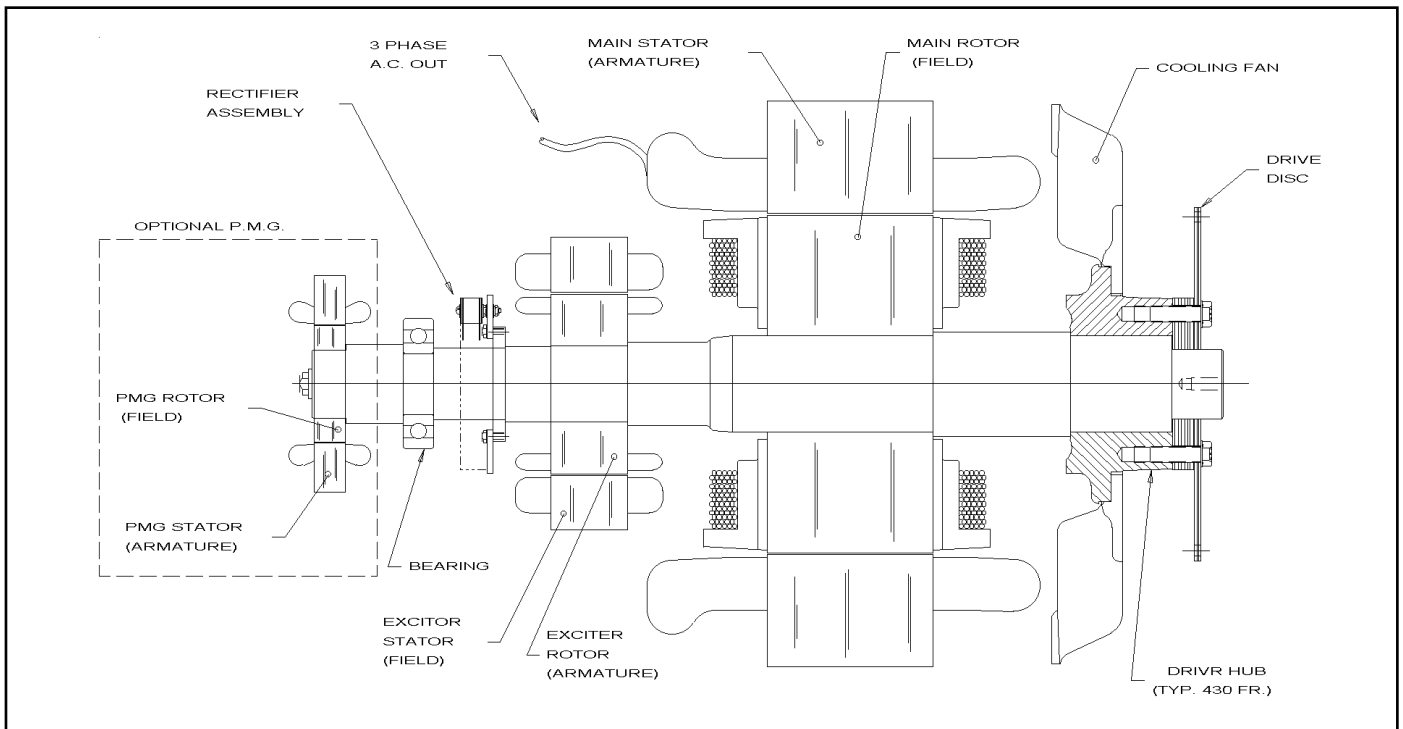 3 PHASE
A.C. OUT
MAIN STATOR
(ARMATURE)
MAIN ROTOR
(FIELD)
COOLING FAN
RECTIFIER
ASSEMBLY
DRIVE
DISC
OPTIONAL P.M.G.
PMG ROTOR
(FIELD)
PMG STATOR
(ARMATURE)
BEARING
EXCITOR
STATOR
(FIELD)
EXCITER
ROTOR
(ARMATURE)
DRIVR HUB
(TYP. 430 FR.)